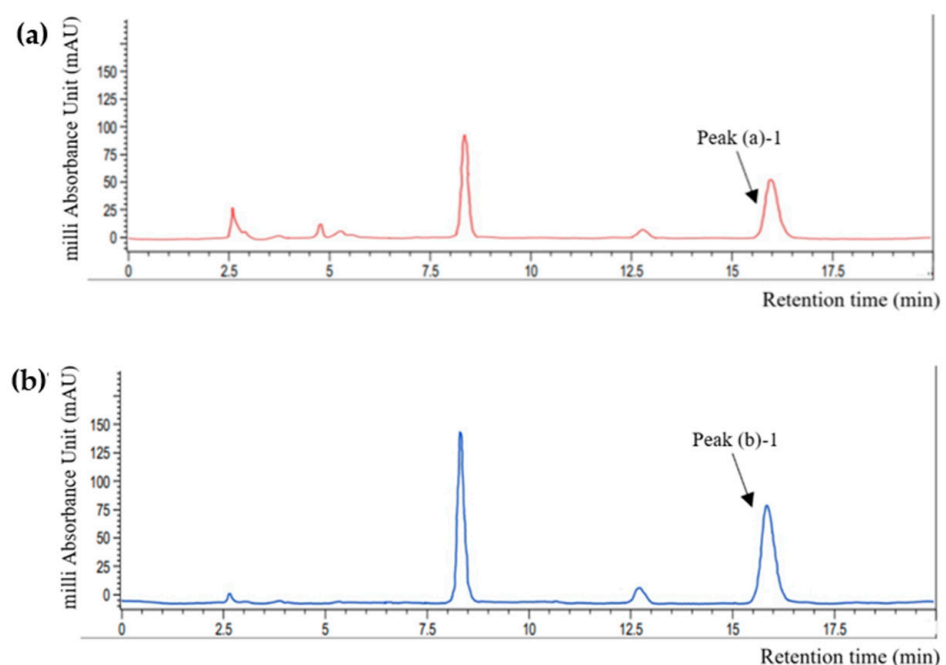 (a)
milli Absorbance Unit (mAU)
150
125
100
75
50
25
0
Peak (a)-1
0 2.5 5 7.5 10 12.5 15 17.5
Retention time (min)
(b)
milli Absorbance Unit (mAU)
150
125
100
75
50
25
0
Peak (b)-1
0 2.5 5 7.5 10 12.5 15 17.5
Retention time (min)